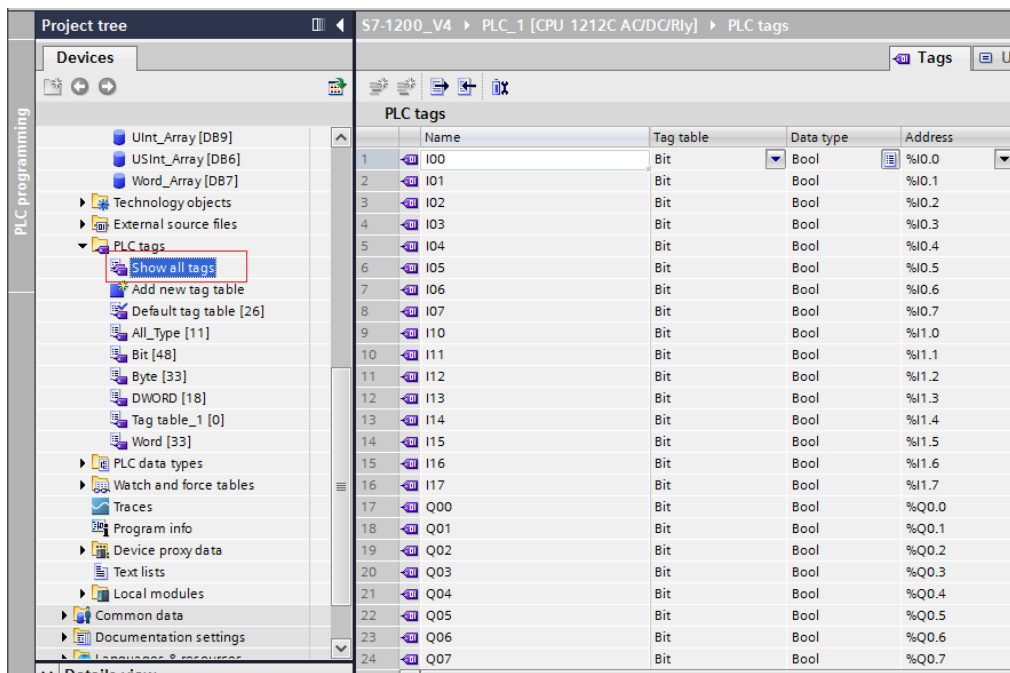 Project tree
S7-1200_V4 ▸ PLC_1 [CPU 1212C AC/DC/Rly] ▸ PLC tags
Devices
Tags
U
PLC programming
PLC tags
UInt_Array [DB9]
USInt_Array [DB6]
Word_Array [DB7]
Technology objects
External source files
PLC tags
Show all tags
Add new tag table
Default tag table [26]
All_Type [11]
Bit [48]
Byte [33]
DWORD [18]
Tag table_1 [0]
Word [33]
PLC data types
Watch and force tables
Traces
Program info
Device proxy data
Text lists
Local modules
Common data
Documentation settings
Languages & resources
Details view
Name Tag table Data type Address
1 I00 Bit Bool %I0.0
2 I01 Bit Bool %I0.1
3 I02 Bit Bool %I0.2
4 I03 Bit Bool %I0.3
5 I04 Bit Bool %I0.4
6 I05 Bit Bool %I0.5
7 I06 Bit Bool %I0.6
8 I07 Bit Bool %I0.7
9 I10 Bit Bool %I1.0
10 I11 Bit Bool %I1.1
11 I12 Bit Bool %I1.2
12 I13 Bit Bool %I1.3
13 I14 Bit Bool %I1.4
14 I15 Bit Bool %I1.5
15 I16 Bit Bool %I1.6
16 I17 Bit Bool %I1.7
17 Q00 Bit Bool %Q0.0
18 Q01 Bit Bool %Q0.1
19 Q02 Bit Bool %Q0.2
20 Q03 Bit Bool %Q0.3
21 Q04 Bit Bool %Q0.4
22 Q05 Bit Bool %Q0.5
23 Q06 Bit Bool %Q0.6
24 Q07 Bit Bool %Q0.7